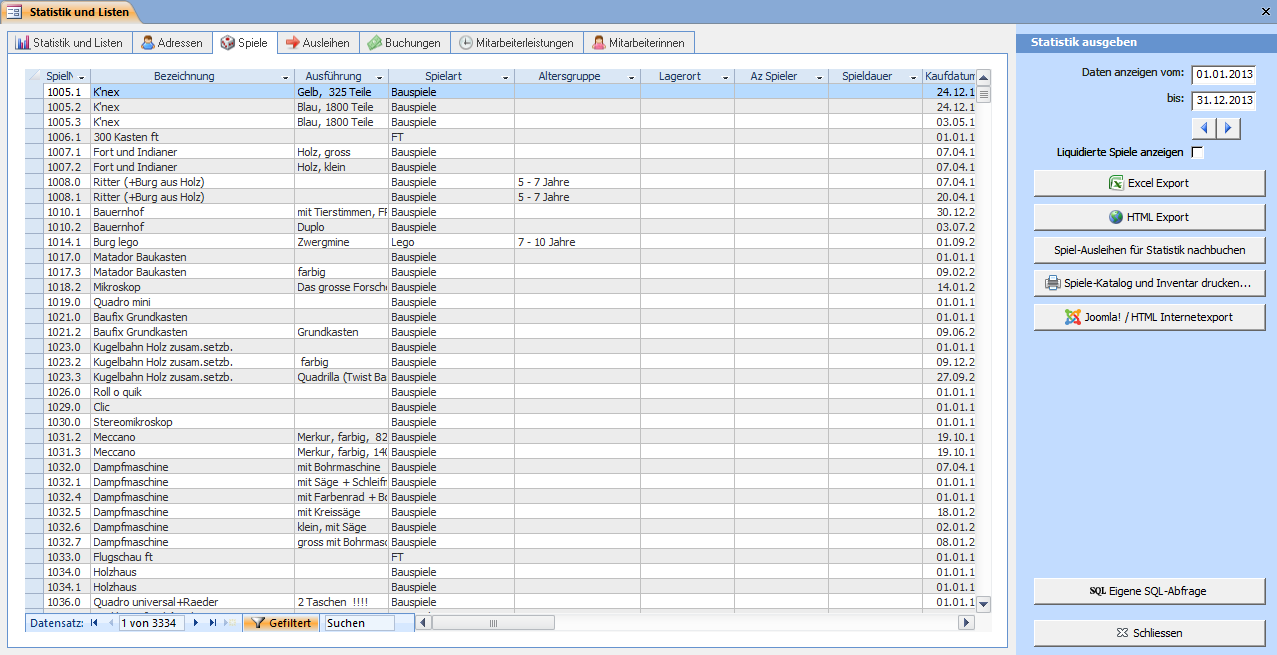 Statistik und Listen
Statistik und Listen Adressen Spiele Ausleihen Buchungen Mitarbeiterleistungen Mitarbeiterinnen
SpielN Bezeichnung Ausführung Spielart Altersgruppe Lagerort Az Spieler Spieldauer Kaufdatum
1005.1 K'nex Gelb, 325 Teile Bauspiele 24.12.1
1005.2 K'nex Blau, 1800 Teile Bauspiele 24.12.1
1005.3 K'nex Blau, 1800 Teile Bauspiele 03.05.1
1006.1 300 Kasten ft FT 01.01.1
1007.1 Fort und Indianer Holz, gross Bauspiele 07.04.1
1007.2 Fort und Indianer Holz, klein Bauspiele 07.04.1
1008.0 Ritter (+Burg aus Holz) Bauspiele 5 - 7 Jahre 07.04.1
1008.1 Ritter (+Burg aus Holz) Bauspiele 5 - 7 Jahre 20.04.1
1010.1 Bauernhof mit Tierstimmen, FP Bauspiele 30.12.2
1010.2 Bauernhof Duplo Bauspiele 03.07.2
1014.1 Burg lego Zwergmine Lego 7 - 10 Jahre 01.09.2
1017.0 Matador Baukasten Bauspiele 01.01.1
1017.3 Matador Baukasten farbig Bauspiele 09.02.2
1018.2 Mikroskop Das grosse Forsche Bauspiele 14.01.2
1019.0 Quadro mini Bauspiele 01.01.1
1021.0 Baufix Grundkasten Bauspiele 01.01.1
1021.2 Baufix Grundkasten Grundkasten Bauspiele 09.06.2
1023.0 Kugelbahn Holz zusam.setzb. Bauspiele 01.01.1
1023.2 Kugelbahn Holz zusam.setzb. farbig Bauspiele 09.12.2
1023.3 Kugelbahn Holz zusam.setzb. Quadrilla (Twist Ba Bauspiele 27.09.2
1026.0 Roll o quik Bauspiele 01.01.1
1029.0 Clic Bauspiele 01.01.1
1030.0 Stereomikroskop Bauspiele 01.01.1
1031.2 Meccano Merkur, farbig, 82 Bauspiele 19.10.1
1031.3 Meccano Merkur, farbig, 140 Bauspiele 19.10.1
1032.0 Dampfmaschine mit Bohrmaschine Bauspiele 07.04.1
1032.1 Dampfmaschine mit Säge + Schleifm Bauspiele 01.01.1
1032.4 Dampfmaschine mit Farbenrad + Bo Bauspiele 01.01.1
1032.5 Dampfmaschine mit Kreissäge Bauspiele 18.01.2
1032.6 Dampfmaschine klein, mit Säge Bauspiele 02.01.2
1032.7 Dampfmaschine gross mit Bohrmasc Bauspiele 08.01.2
1033.0 Flugschau ft FT 01.01.1
1034.0 Holzhaus Bauspiele 01.01.1
1034.1 Holzhaus Bauspiele 01.01.1
1036.0 Quadro universal+Raeder 2 Taschen !!!! Bauspiele 01.01.1
Datensatz: 1 von 3334 Gefiltert Suchen
Statistik ausgeben
Daten anzeigen vom: 01.01.2013
bis: 31.12.2013
Liquidierte Spiele anzeigen
Excel Export
HTML Export
Spiel-Ausleihen für Statistik nachbuchen
Spiele-Katalog und Inventar drucken...
Joomla! / HTML Internetexport
SQL Eigene SQL-Abfrage
Schliessen